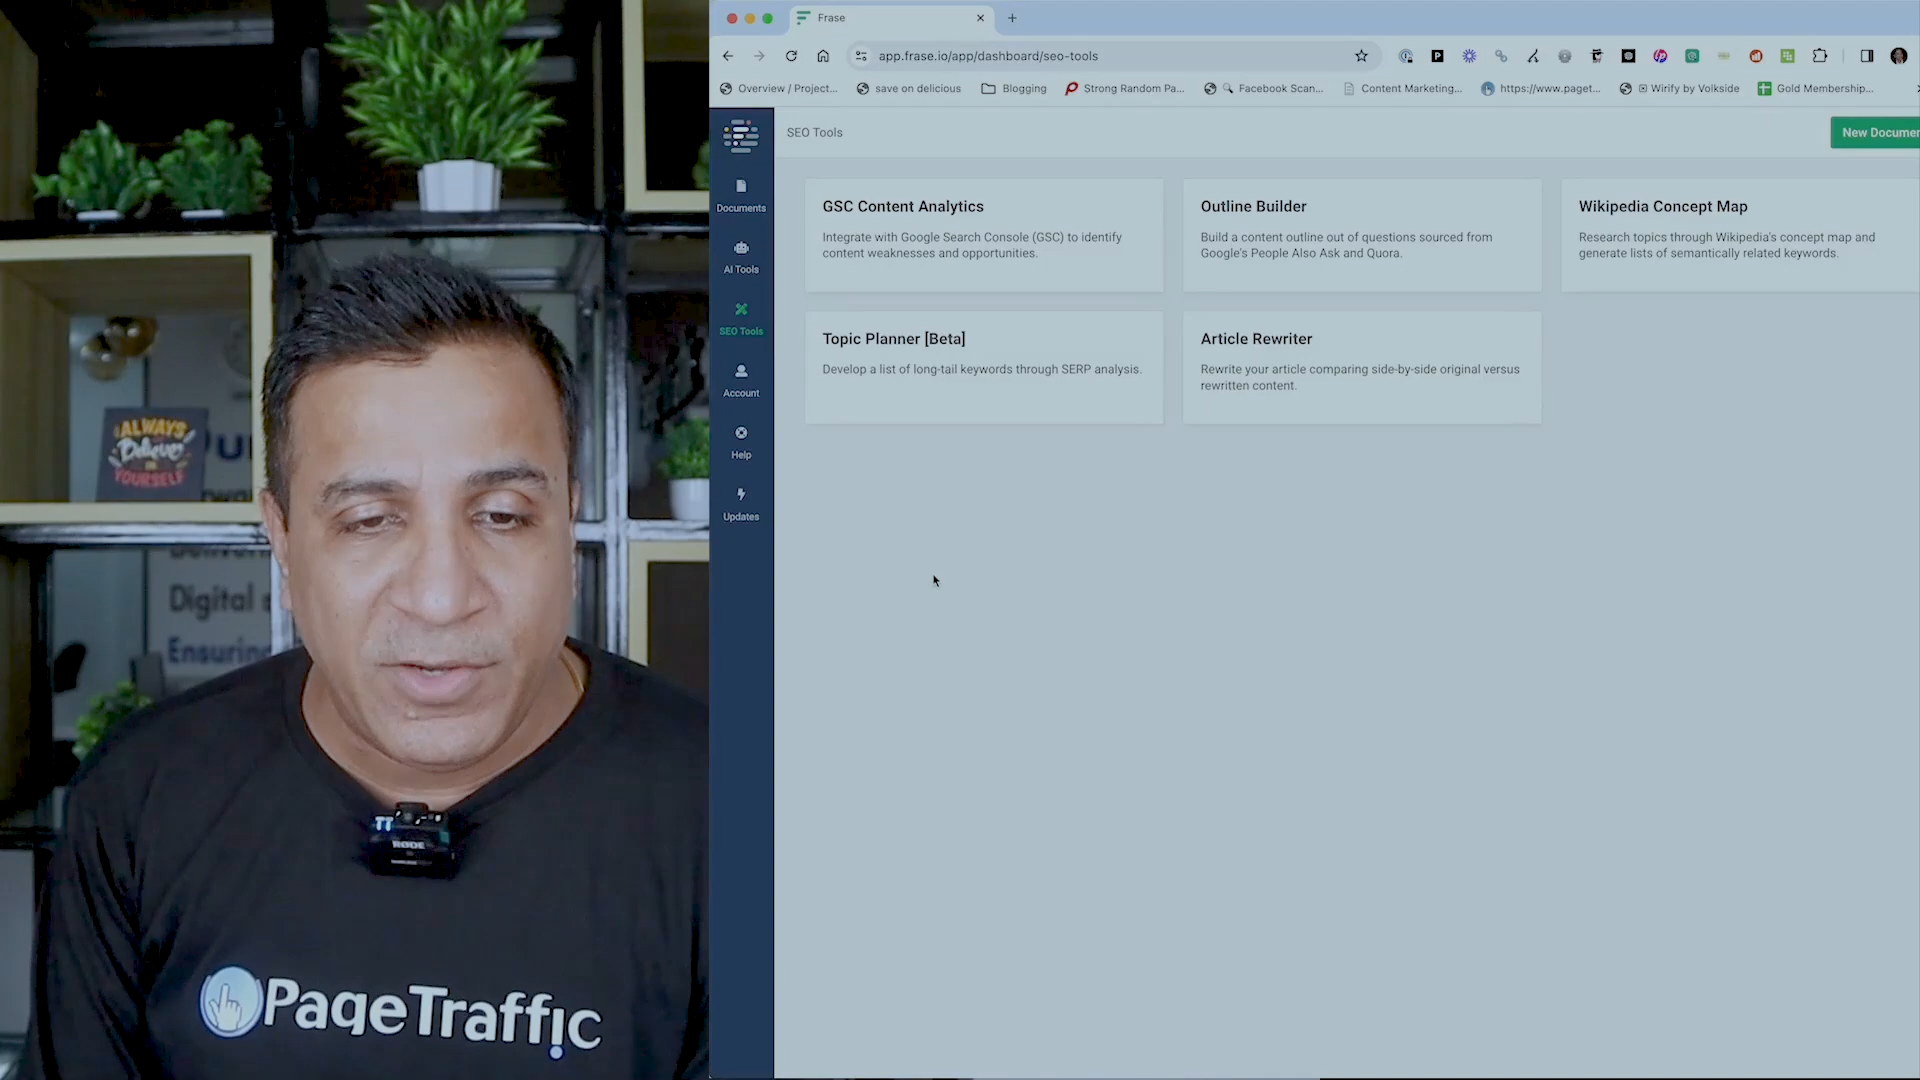 Frase
app.frase.io/app/dashboard/seo-tools
Overview / Project...
save on delicious
Blogging
Strong Random Pa...
Facebook Scan...
Content Marketing...
https://www.paget...
Wirify by Volkside
Gold Membership...
SEO Tools
New Documen
Documents
AI Tools
SEO Tools
Account
Help
Updates
GSC Content Analytics
Integrate with Google Search Console (GSC) to identify
content weaknesses and opportunities.
Outline Builder
Build a content outline out of questions sourced from
Google's People Also Ask and Quora.
Wikipedia Concept Map
Research topics through Wikipedia's concept map and
generate lists of semantically related keywords.
Topic Planner [Beta]
Develop a list of long-tail keywords through SERP analysis.
Article Rewriter
Rewrite your article comparing side-by-side original versus
rewritten content.
ALWAYS
Believe
IN
YOURSELF
Digital
Ensuring
RØDE
PageTraffic